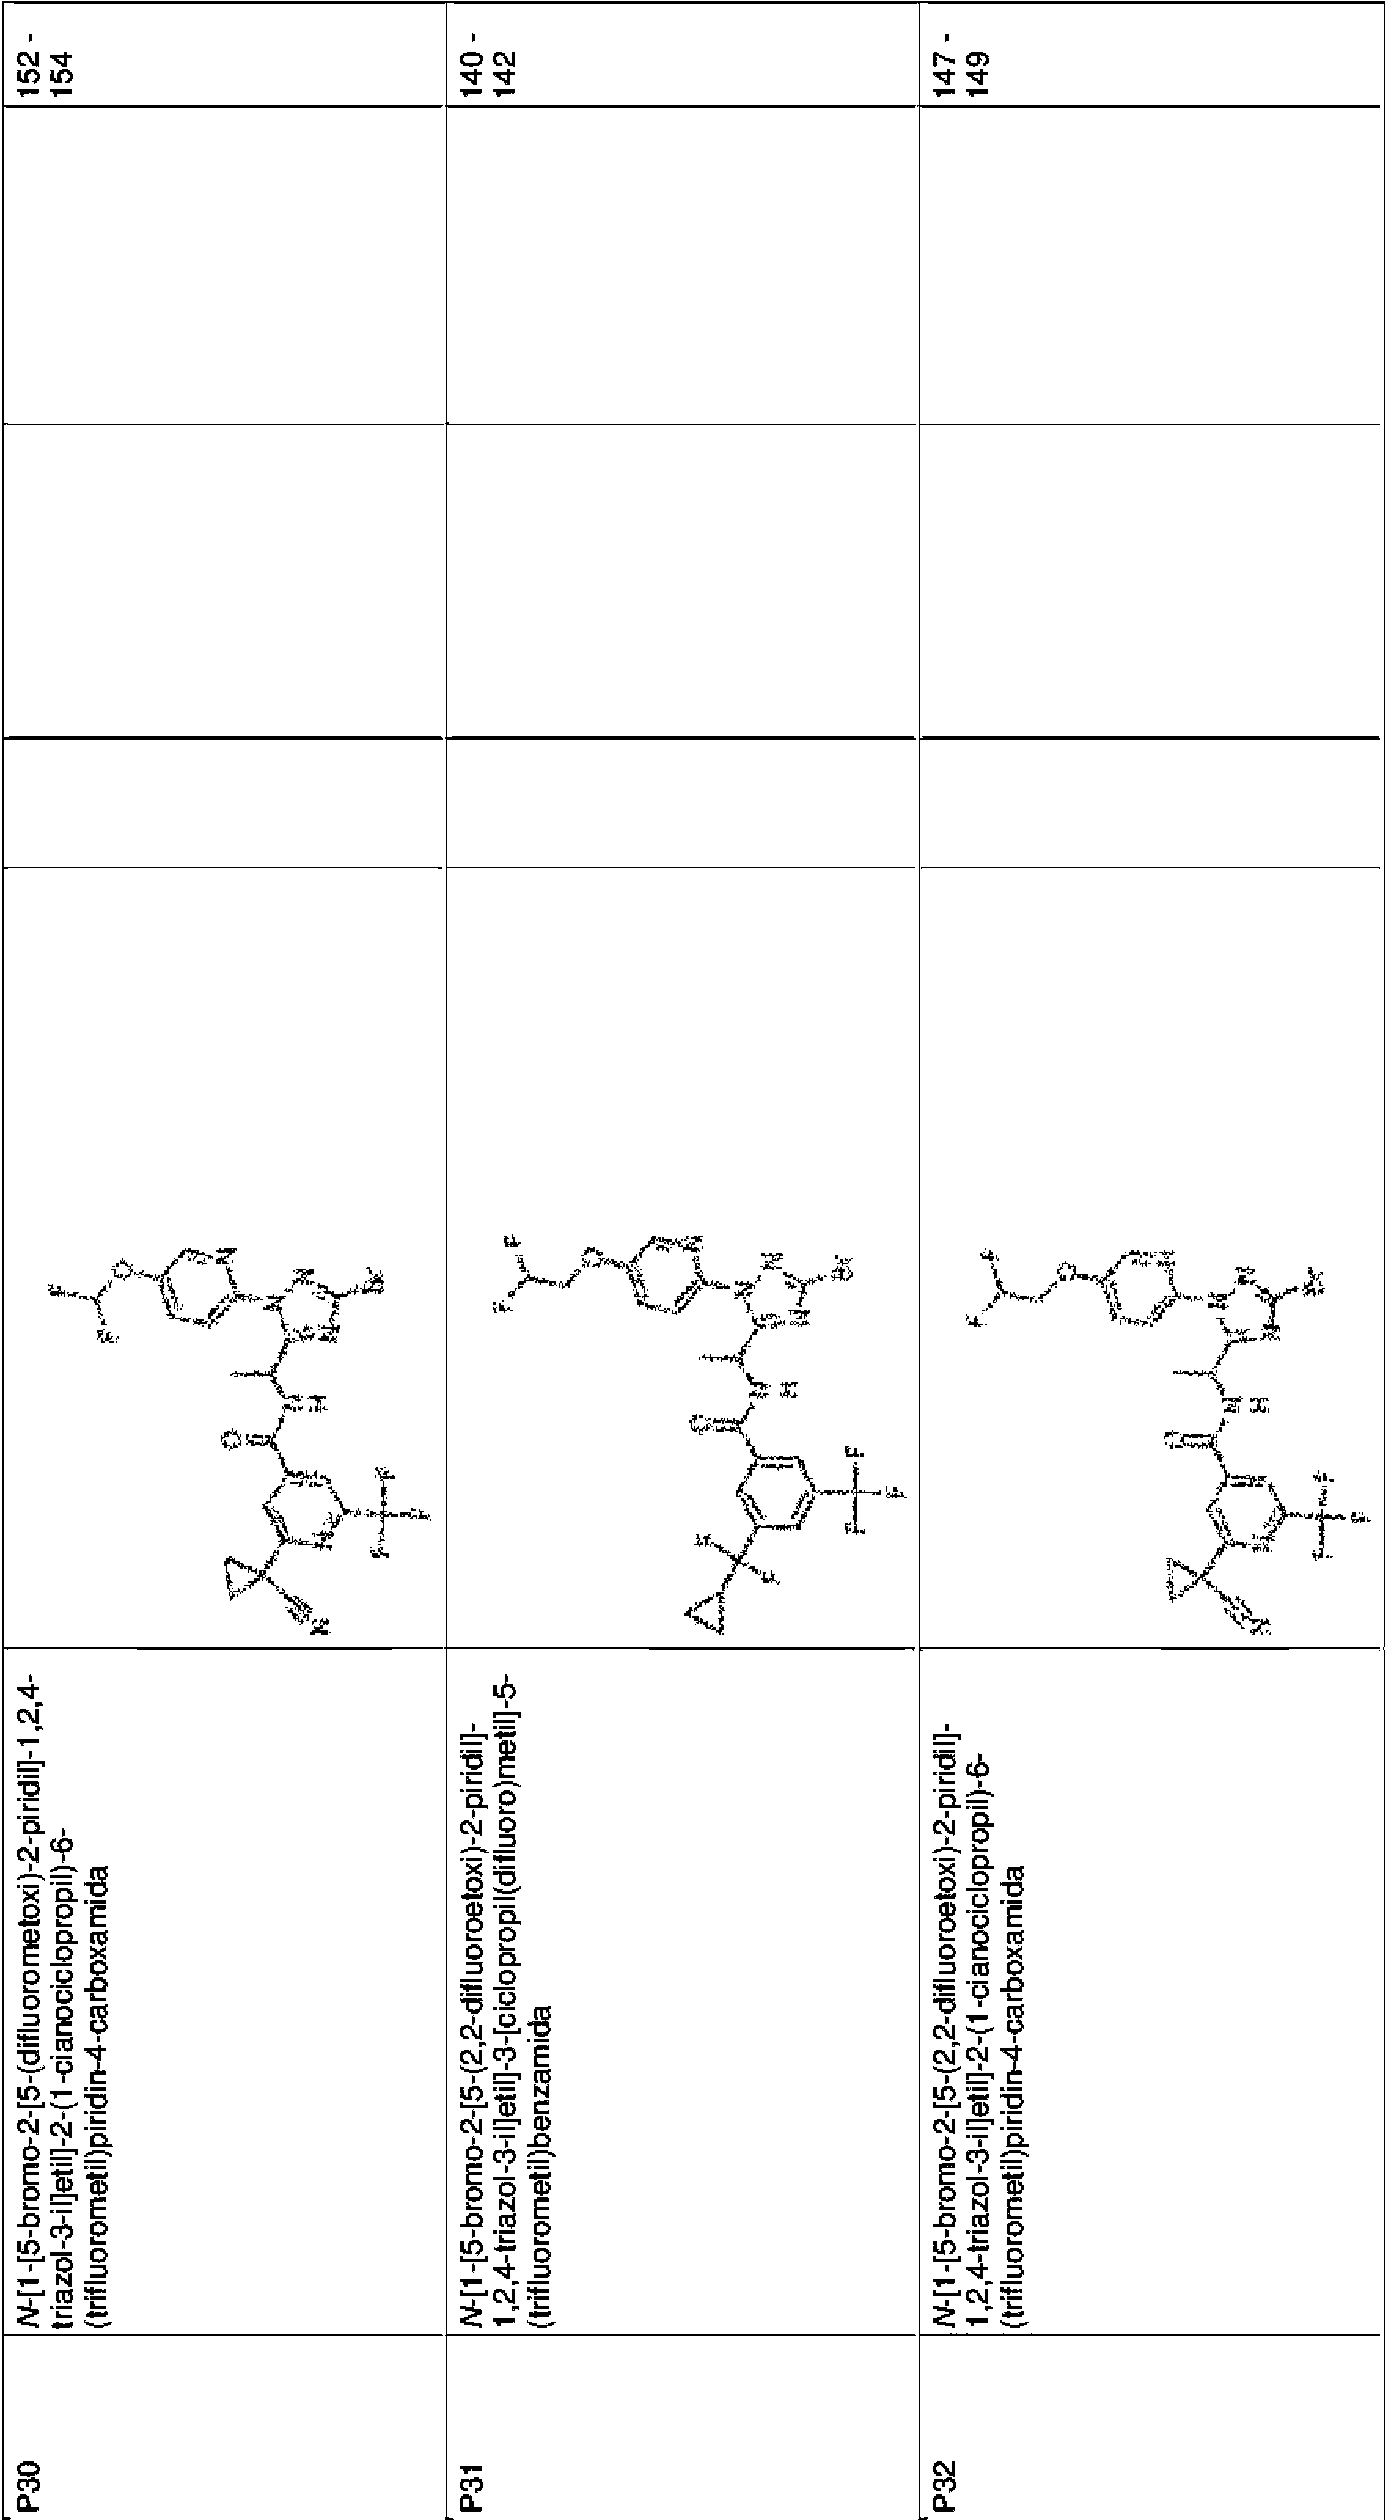 P30
N-[1-[5-bromo-2-[5-(difluorometoxi)-2-piridil]-1,2,4-
triazol-3-il]etil]-2-(1-cianociclopropil)-6-
(trifluorometil)piridin-4-carboxamida
152 -
154
P31
N-[1-[5-bromo-2-[5-(2,2-difluoroetoxi)-2-piridil]-
1,2,4-triazol-3-il]etil]-3-[ciclopropil(difluoro)metil]-5-
(trifluorometil)benzamida
140 -
142
P32
N-[1-[5-bromo-2-[5-(2,2-difluoroetoxi)-2-piridil]-
1,2,4-triazol-3-il]etil]-2-(1-cianociclopropil)-6-
(trifluorometil)piridin-4-carboxamida
147 -
149